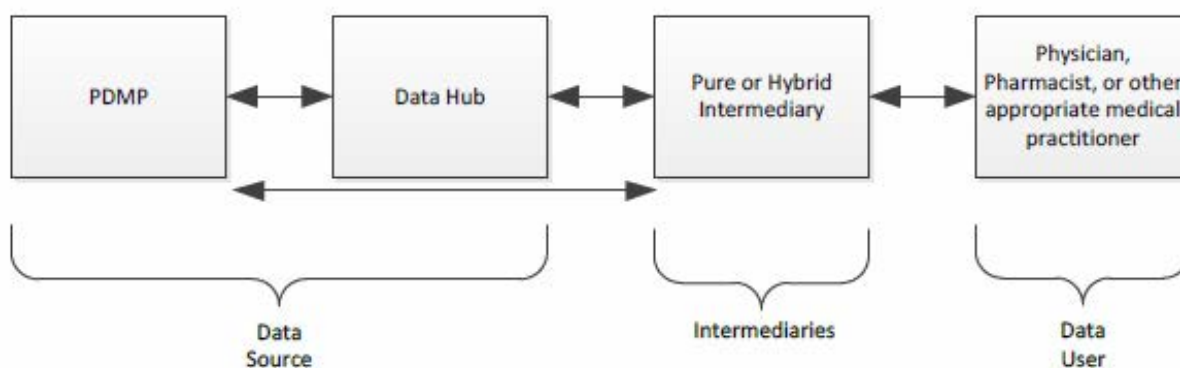 PDMP
Data Hub
Pure or Hybrid
Intermediary
Physician,
Pharmacist, or other
appropriate medical
practitioner
Data
Source
Intermediaries
Data
User